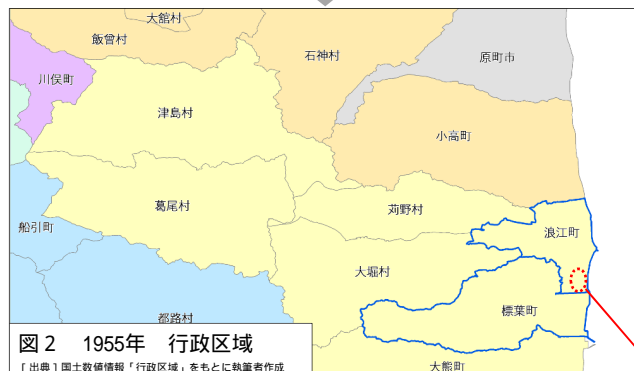 大舘村
飯曾村
石神村
原町市
川俣町
津島村
小高町
葛尾村
苅野村
船引町
浪江町
大堀村
標葉町
都路村
大熊町
図2　1955年　行政区域
[ 出典 ] 国土数値情報「行政区域」をもとに執筆者作成